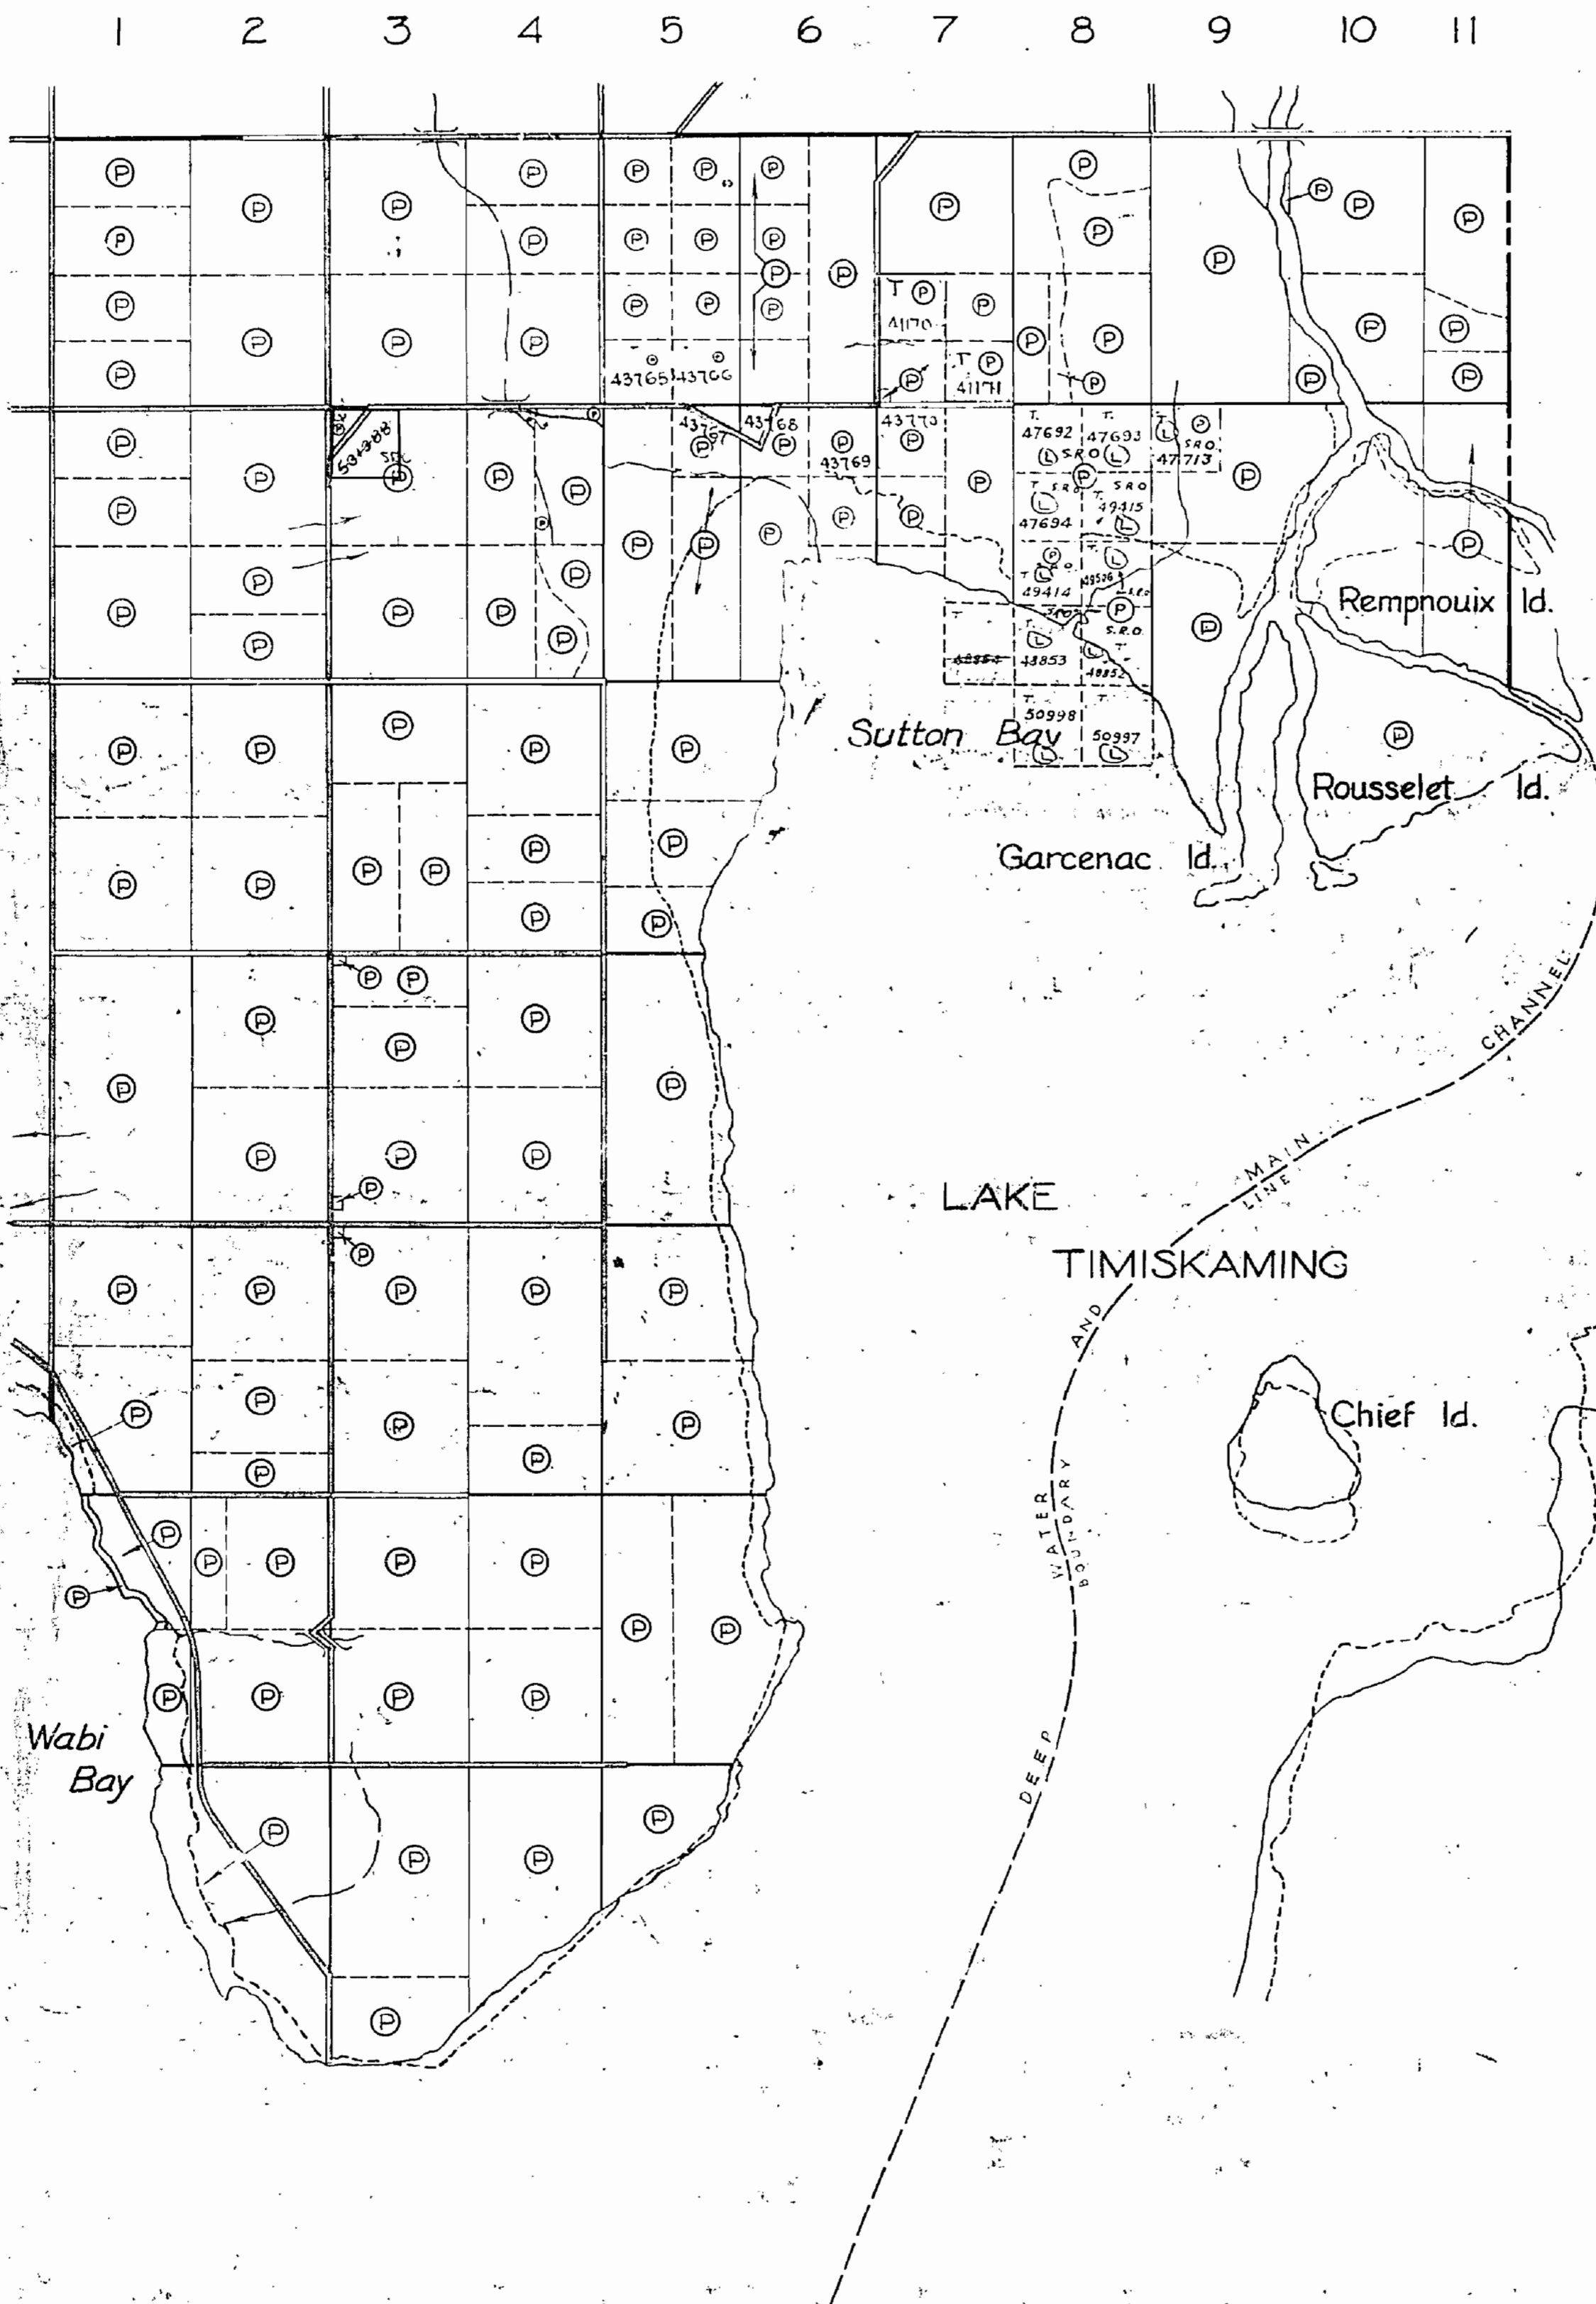 1 2 3 4 5 6 7 8 9 10 11
P P P P P P P
P P P
P P P P
P P P P P P P P
P P
T P P P P P
41170
P P P P P P
P P P P P
43765 43766
T P
41171
P P P P P
43768 43770
P P P P
43769
T. 47692 T. 47693 T. L P S.R.O. 47713
L S.R.O L
501388
P P P P P P
P P P P P
T S.R.O. T. S.R.O
L 49415
47694 L
P P P P
T L S.R.O. T. L
49414
P P P P P
P S.R.O. P
Rempnouix Id.
T. L 48853
L T 48852
P P
T. 50998 T. 50997
L L
Sutton Bay
P
P P P P
Rousselet Id.
P P
Garcenac Id.
P P P P
P P
P P
P P
P
P P
P P P
P
CHANNEL
MAIN
LINE
LAKE
TIMISKAMING
P
P P P P P
AND
P P P P
Chief Id.
P P
WATER
BOUNDARY
P P P P P
P
P P
P P P P
Wabi
Bay
DEEP
P P P P
P